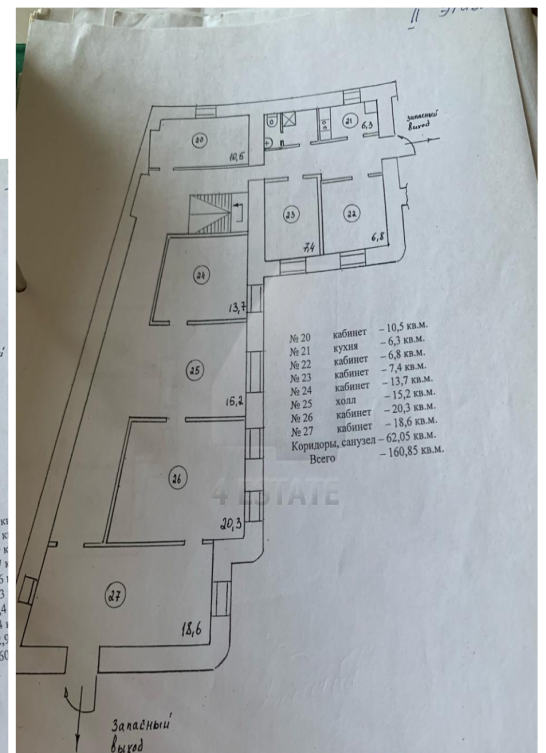 II этаж
запасный
выход
20
10,6
21
6,3
п
23
7,4
22
6,8
24
13,7
25
15,2
26
20,3
27
18,6
№ 20 кабинет – 10,5 кв.м.
№ 21 кухня – 6,3 кв.м.
№ 22 кабинет – 6,8 кв.м.
№ 23 кабинет – 7,4 кв.м.
№ 24 кабинет – 13,7 кв.м.
№ 25 холл – 15,2 кв.м.
№ 26 кабинет – 20,3 кв.м.
№ 27 кабинет – 18,6 кв.м.
Коридоры, санузел – 62,05 кв.м.
Всего – 160,85 кв.м.
4 ESTATE
Запасный
выход